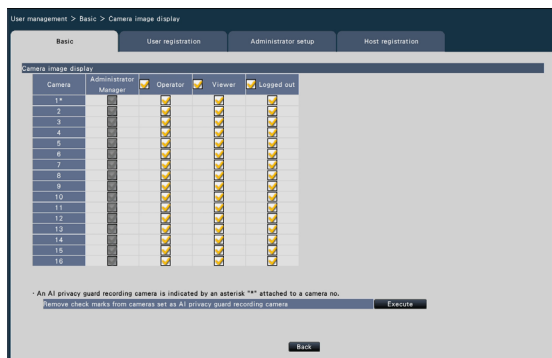 User management > Basic > Camera image display
Basic User registration Administrator setup Host registration
Camera image display
Camera Administrator Manager Operator Viewer Logged out
1*
2
3
4
5
6
7
8
9
10
11
12
13
14
15
16
· An AI privacy guard recording camera is indicated by an asterisk "*" attached to a camera no.
Remove check marks from cameras set as AI privacy guard recording camera Execute
Back